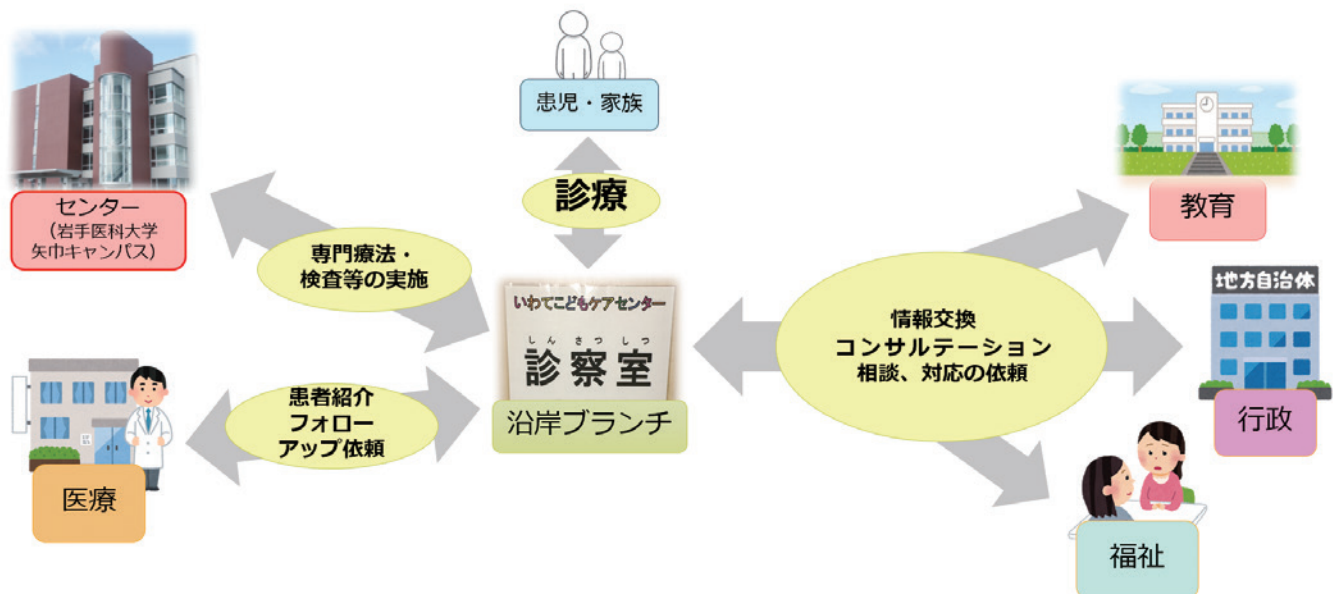 患児・家族
診療
センター
（岩手医科大学
矢巾キャンパス）
専門療法・
検査等の実施
いわてこどもケアセンター
しんさつしつ
診察室
沿岸ブランチ
患者紹介
フォロー
アップ依頼
医療
情報交換
コンサルテーション
相談、対応の依頼
教育
地方自治体
行政
福祉